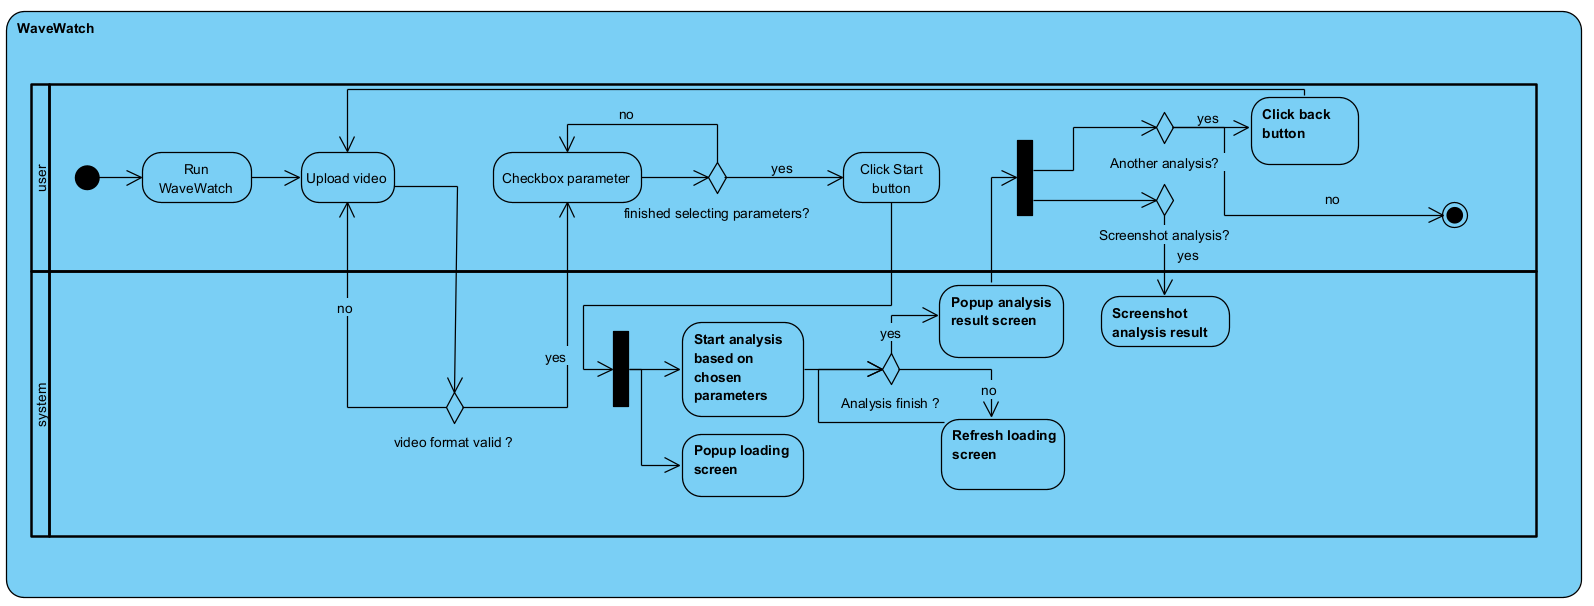 WaveWatch
user
Run
WaveWatch
Upload video
no
Checkbox parameter
yes
finished selecting parameters?
Click Start
button
yes
Another analysis?
Click back
button
no
Screenshot analysis?
yes
system
no
yes
video format valid ?
Start analysis
based on
chosen
parameters
Popup loading
screen
yes
Analysis finish ?
Popup analysis
result screen
no
Refresh loading
screen
Screenshot
analysis result